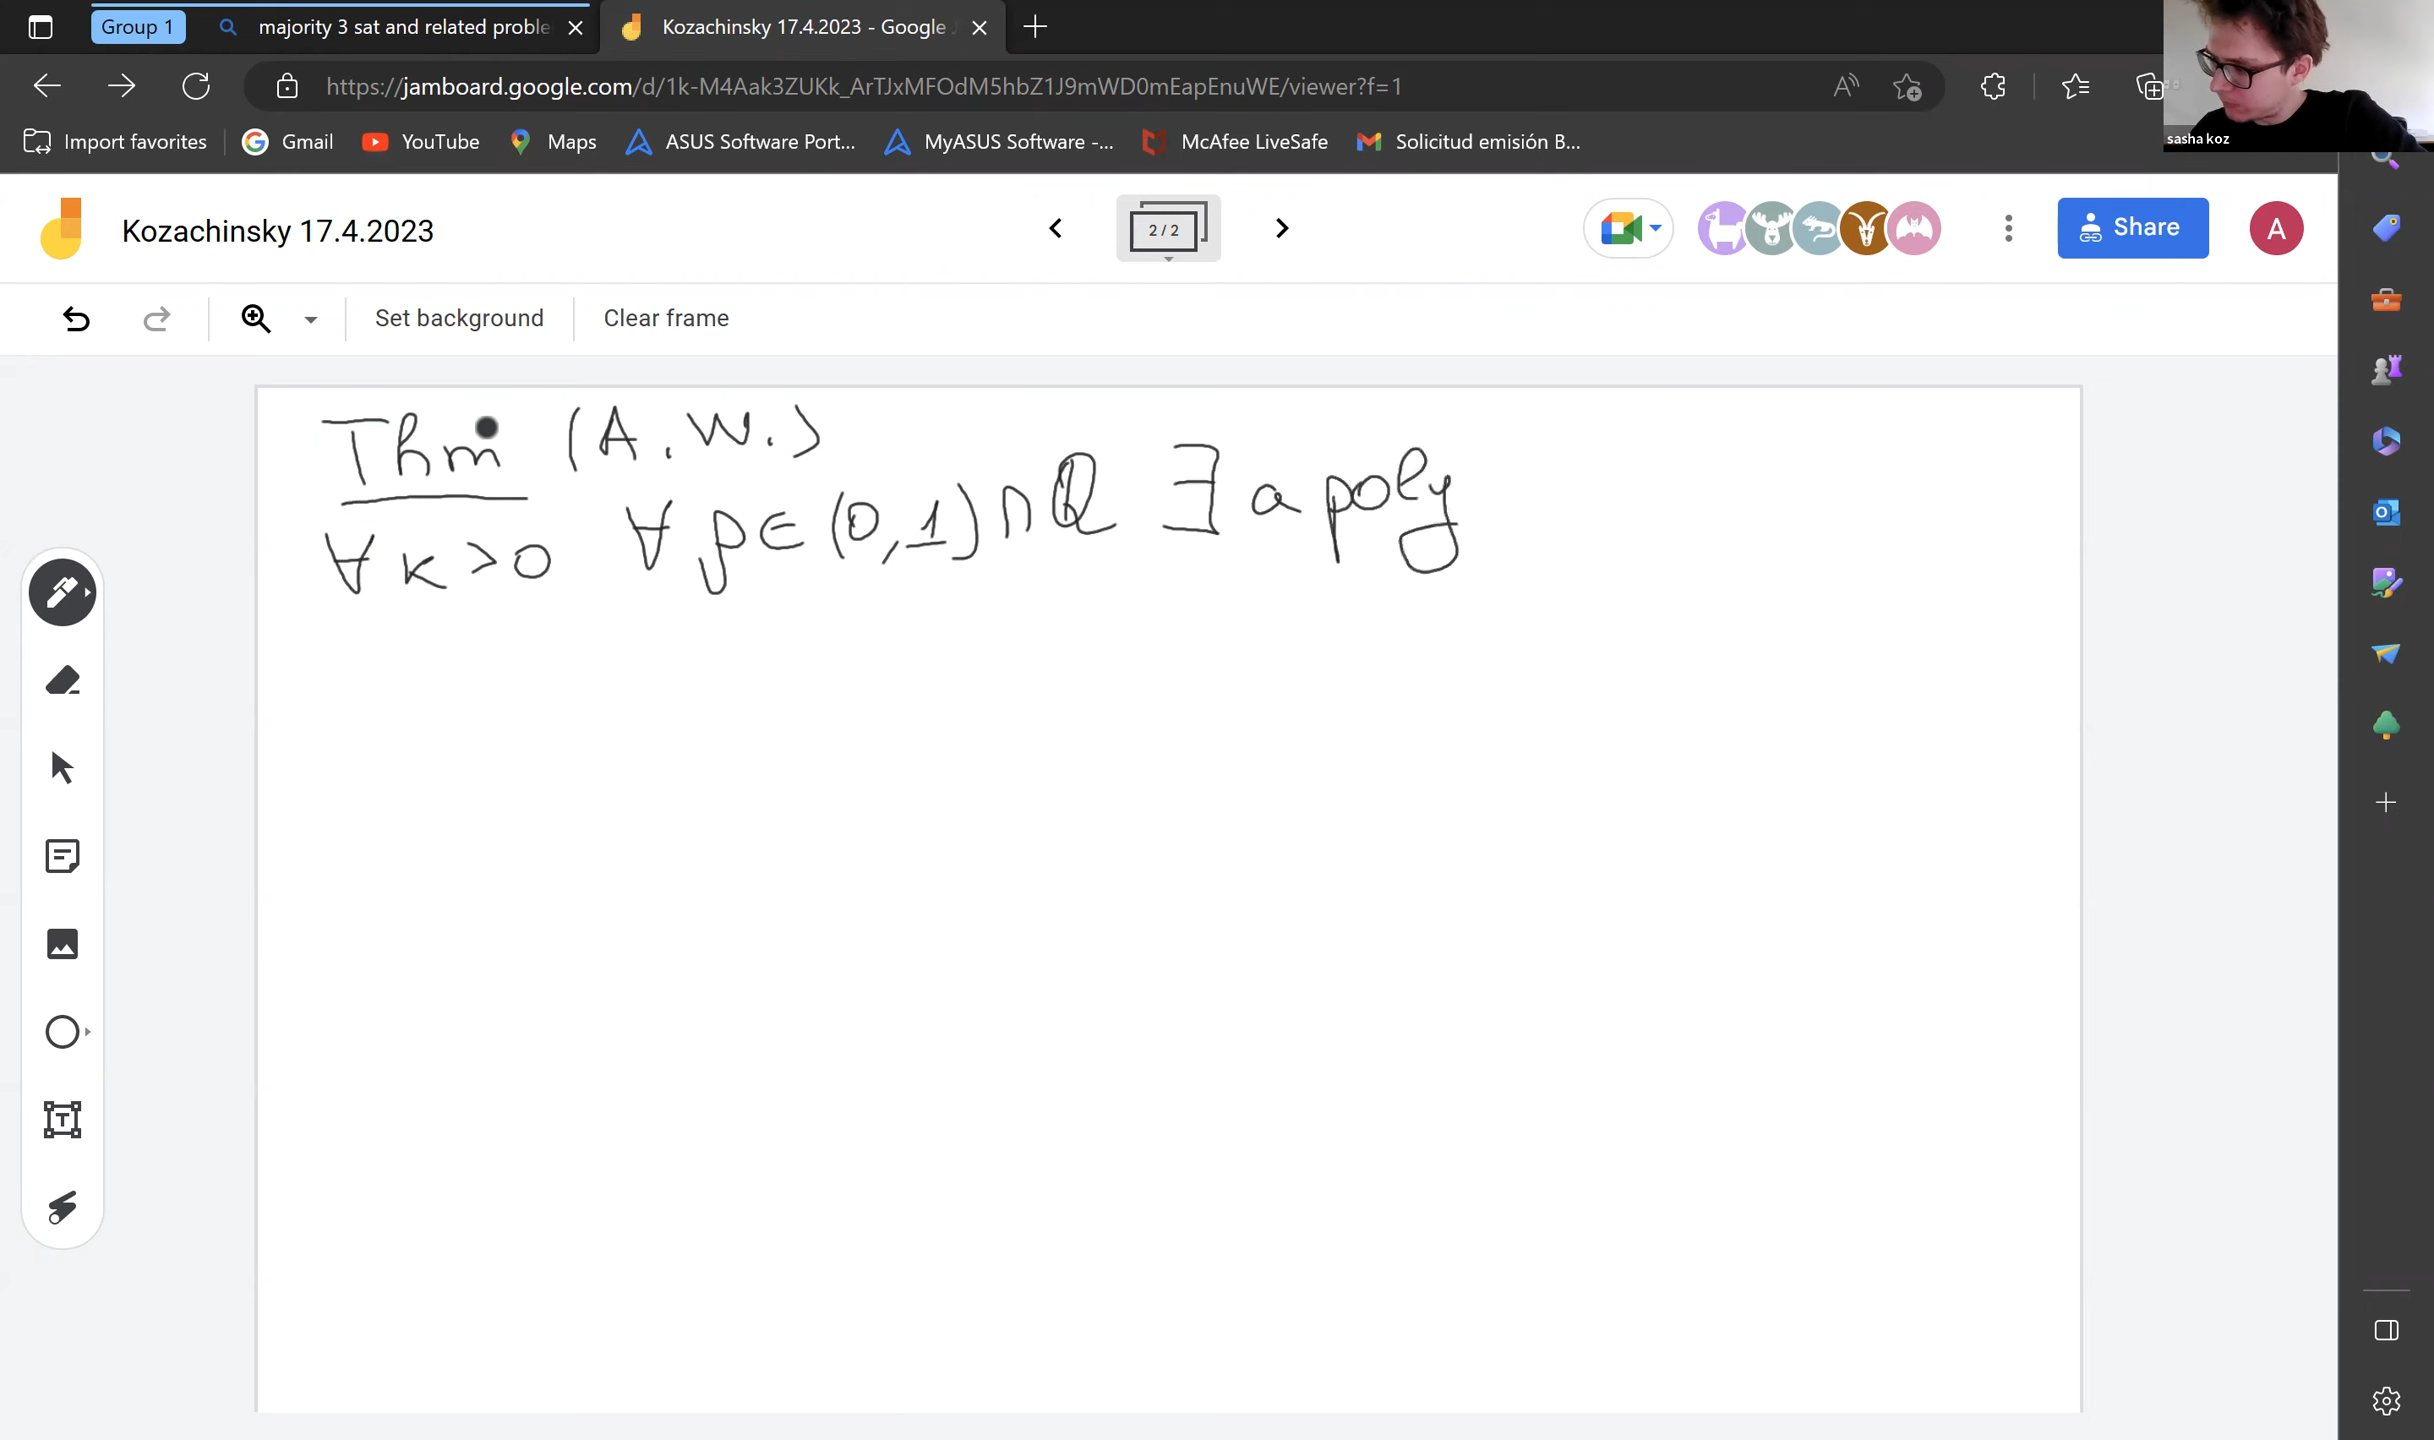 Group 1
majority 3 sat and related proble
Kozachinsky 17.4.2023 - Google J
https://jamboard.google.com/d/1k-M4Aak3ZUKk_ArTJxMFOdM5hbZ1J9mWD0mEapEnuWE/viewer?f=1
sasha koz
Import favorites
Gmail
YouTube
Maps
ASUS Software Port...
MyASUS Software -...
McAfee LiveSafe
Solicitud emisión B...
Kozachinsky 17.4.2023
2 / 2
Share
A
Set background
Clear frame
Thm (A. W.)
∀ k > 0 ∀ p ∈ (0, 1) ∩ ℚ ∃ a poly